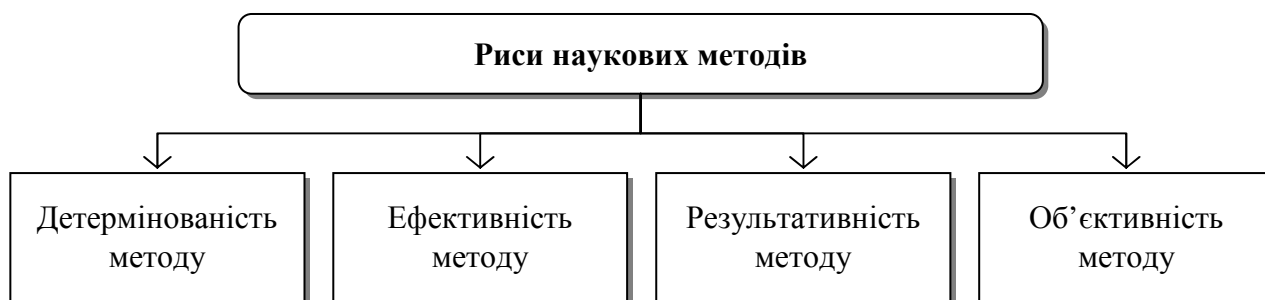 Риси наукових методів
Детермінованість
методу
Ефективність
методу
Результативність
методу
Об’єктивність
методу